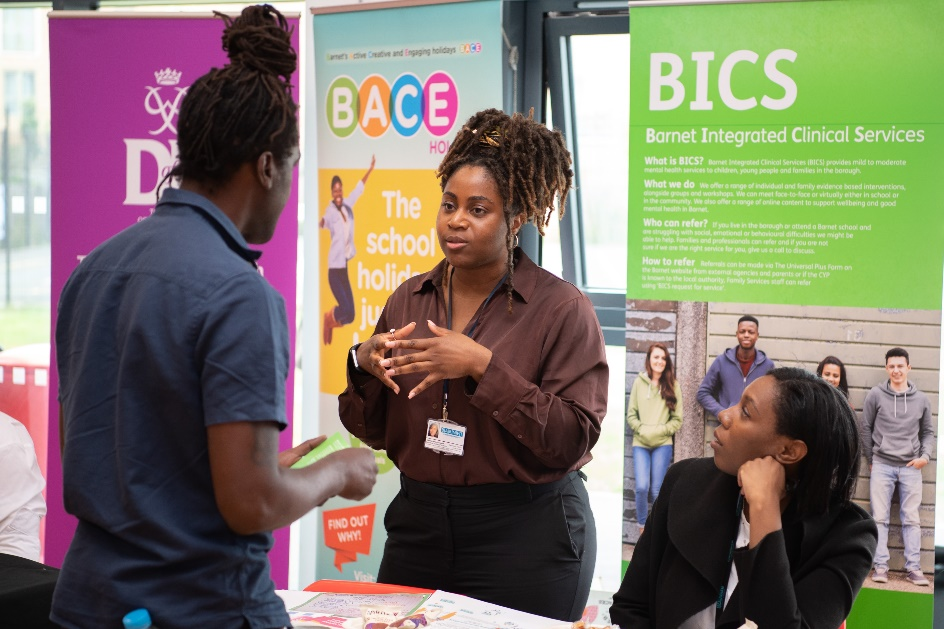 D
Barnet's Active Creative and Engaging holidays BACE
BACE
The
school
FIND OUT
WHY!
Visit
BICS
Barnet Integrated Clinical Services
What is BICS? Barnet Integrated Clinical Services (BICS) provides mild to moderate
mental health services to children, young people and families in the borough.
What we do We offer a range of individual and family evidence based interventions,
alongside groups and workshops. We can meet face-to-face or virtually either in school or
in the community. We also offer a range of online content to support wellbeing and good
mental health in Barnet.
Who can refer? If you live in the borough or attend a Barnet school and
are struggling with social, emotional or behavioural difficulties we might be
able to help. Families and professionals can refer and if you are not
sure if we are the right service for you, give us a call to discuss.
How to refer Referrals can be made via The Universal Plus Form on
the Barnet website from external agencies and parents or if the CYP
is known to the local authority, Family Services staff can refer
using 'BICS request for service'.